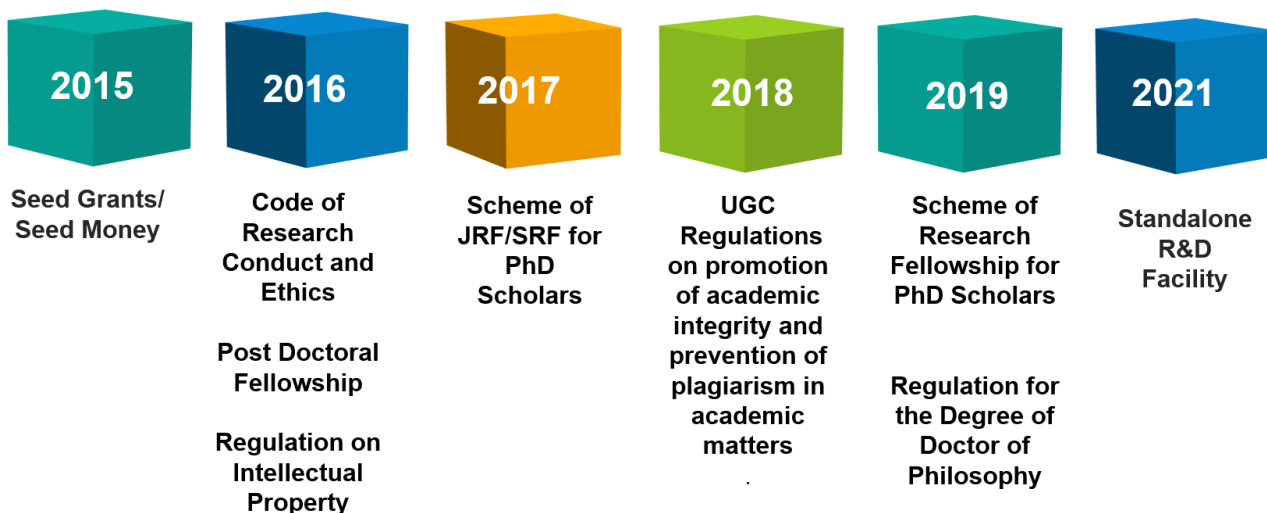 2015
Seed Grants/
Seed Money
2016
Code of
Research
Conduct and
Ethics
Post Doctoral
Fellowship
Regulation on
Intellectual
Property
2017
Scheme of
JRF/SRF for
PhD
Scholars
2018
UGC
Regulations
on promotion
of academic
integrity and
prevention of
plagiarism in
academic
matters
.
2019
Scheme of
Research
Fellowship for
PhD Scholars
Regulation for
the Degree of
Doctor of
Philosophy
2021
Standalone
R&D
Facility